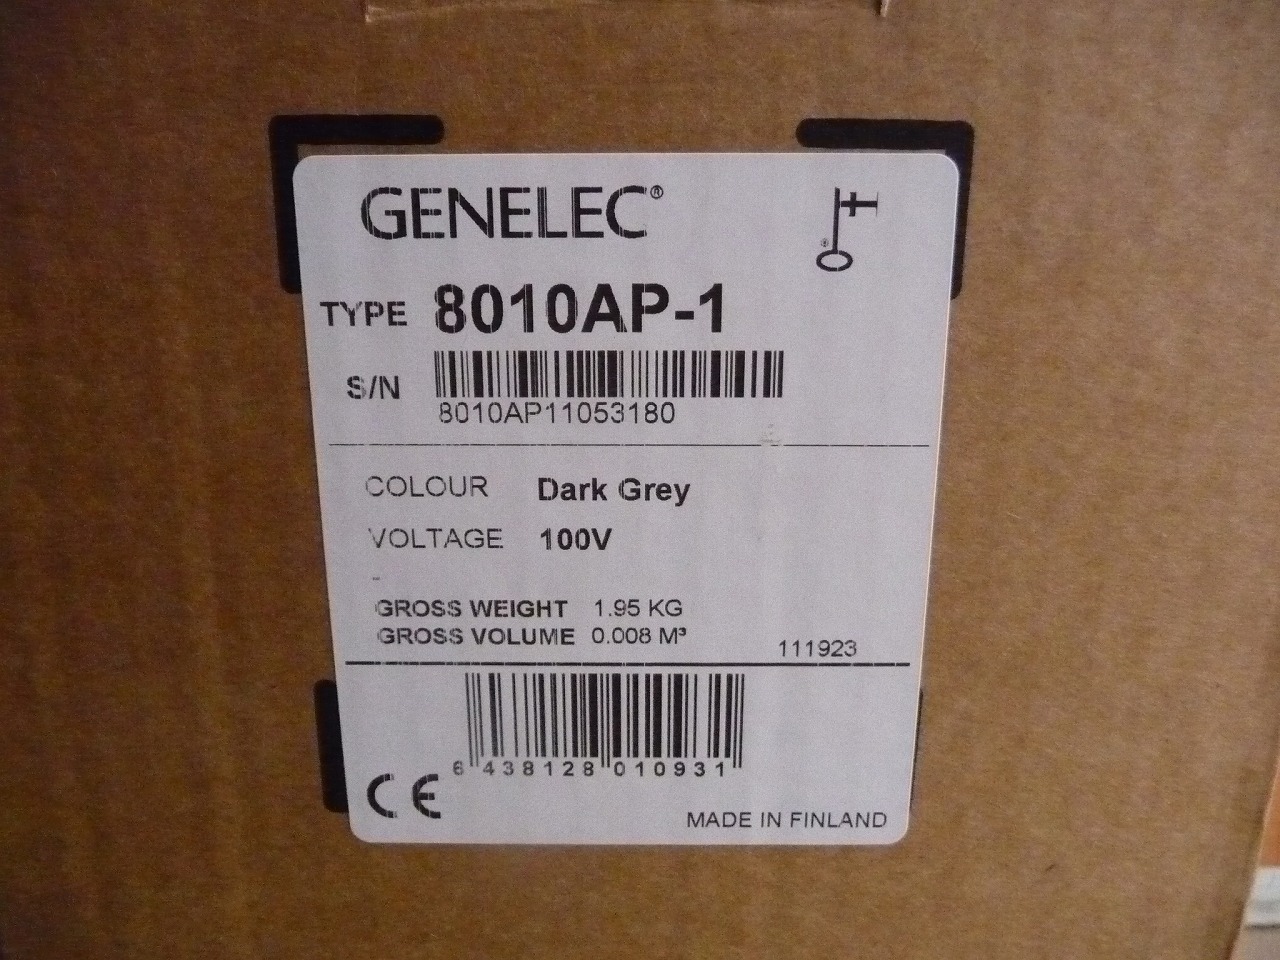 GENELEC®
TYPE 8010AP-1
S/N
8010AP11053180
COLOUR Dark Grey
VOLTAGE 100V
-
GROSS WEIGHT 1.95 KG
GROSS VOLUME 0.008 M³
111923
6 438128 010931
CE
MADE IN FINLAND